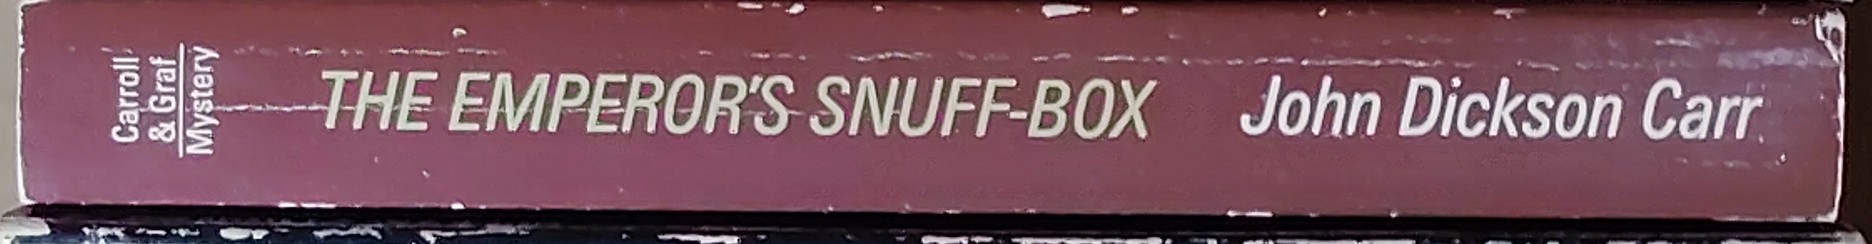 Carroll
& Graf
Mystery
THE EMPEROR'S SNUFF-BOX
John Dickson Carr